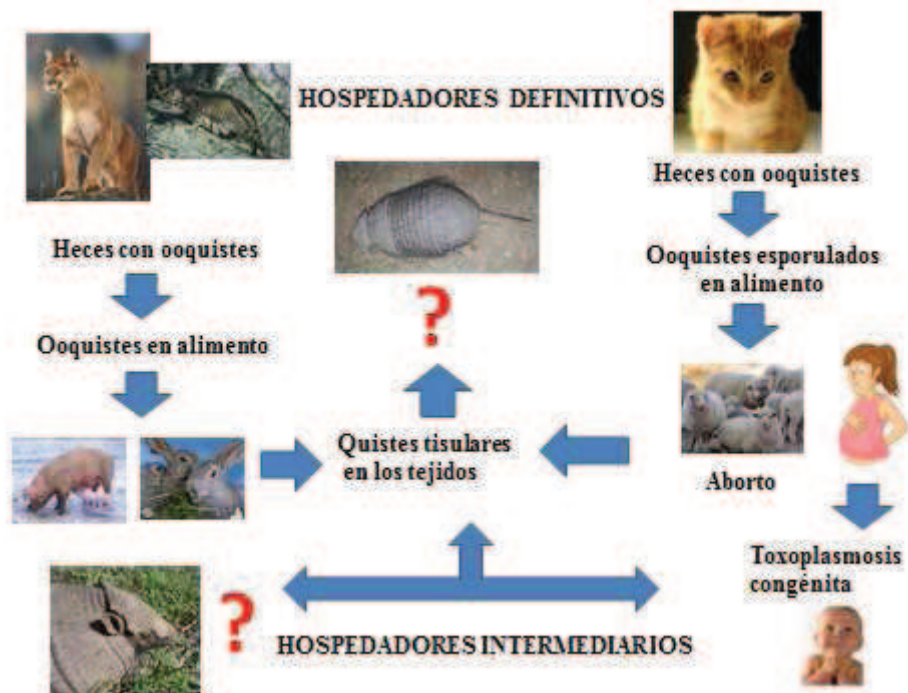 HOSPEDADORES DEFINITIVOS
Heces con ooquistes
Ooquistes en alimento
?
Quistes tisulares
en los tejidos
Heces con ooquistes
Ooquistes esporulados
en alimento
Aborto
Toxoplasmosis
congénita
?
HOSPEDADORES INTERMEDIARIOS